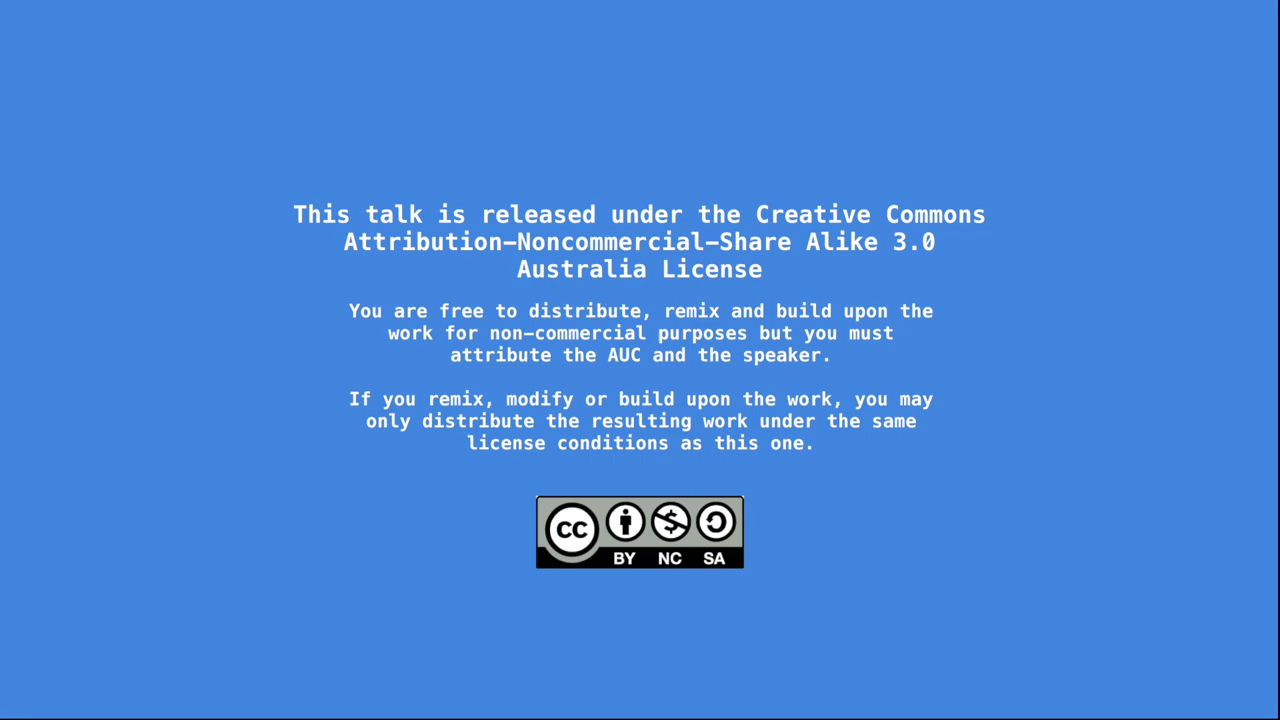 This talk is released under the Creative Commons
Attribution-Noncommercial-Share Alike 3.0
Australia License
You are free to distribute, remix and build upon the
work for non-commercial purposes but you must
attribute the AUC and the speaker.
If you remix, modify or build upon the work, you may
only distribute the resulting work under the same
license conditions as this one.
CC
BY NC SA